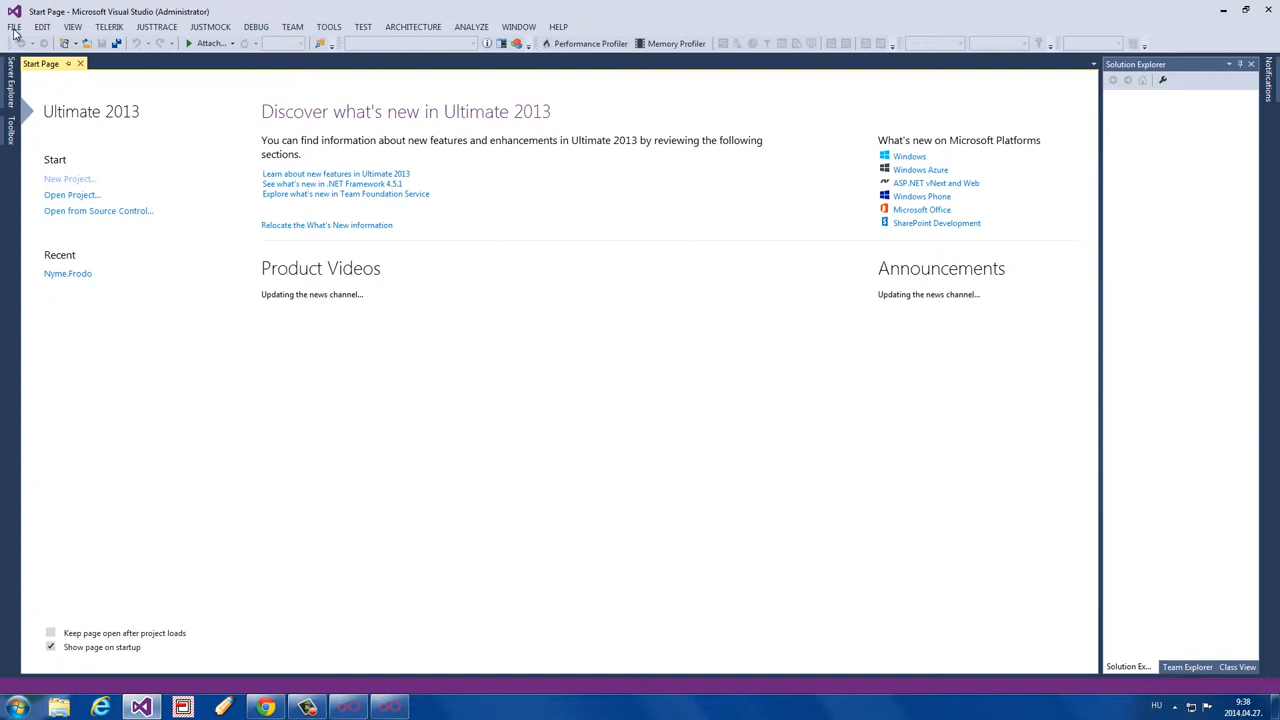 Start Page - Microsoft Visual Studio (Administrator)
FILE EDIT VIEW TELERIK JUSTTRACE JUSTMOCK DEBUG TEAM TOOLS TEST ARCHITECTURE ANALYZE WINDOW HELP
Attach... Performance Profiler Memory Profiler
Server Explorer
Toolbox
Start Page
Ultimate 2013
Start
New Project...
Open Project...
Open from Source Control...
Recent
Nyme.Frodo
Discover what's new in Ultimate 2013
You can find information about new features and enhancements in Ultimate 2013 by reviewing the following
sections.
Learn about new features in Ultimate 2013
See what's new in .NET Framework 4.5.1
Explore what's new in Team Foundation Service
Relocate the What's New information
What's new on Microsoft Platforms
Windows
Windows Azure
ASP.NET vNext and Web
Windows Phone
Microsoft Office
SharePoint Development
Product Videos
Updating the news channel...
Announcements
Updating the news channel...
Keep page open after project loads
Show page on startup
Solution Explorer
Notifications
Solution Ex... Team Explorer Class View
HU
9:38
2014.04.27.